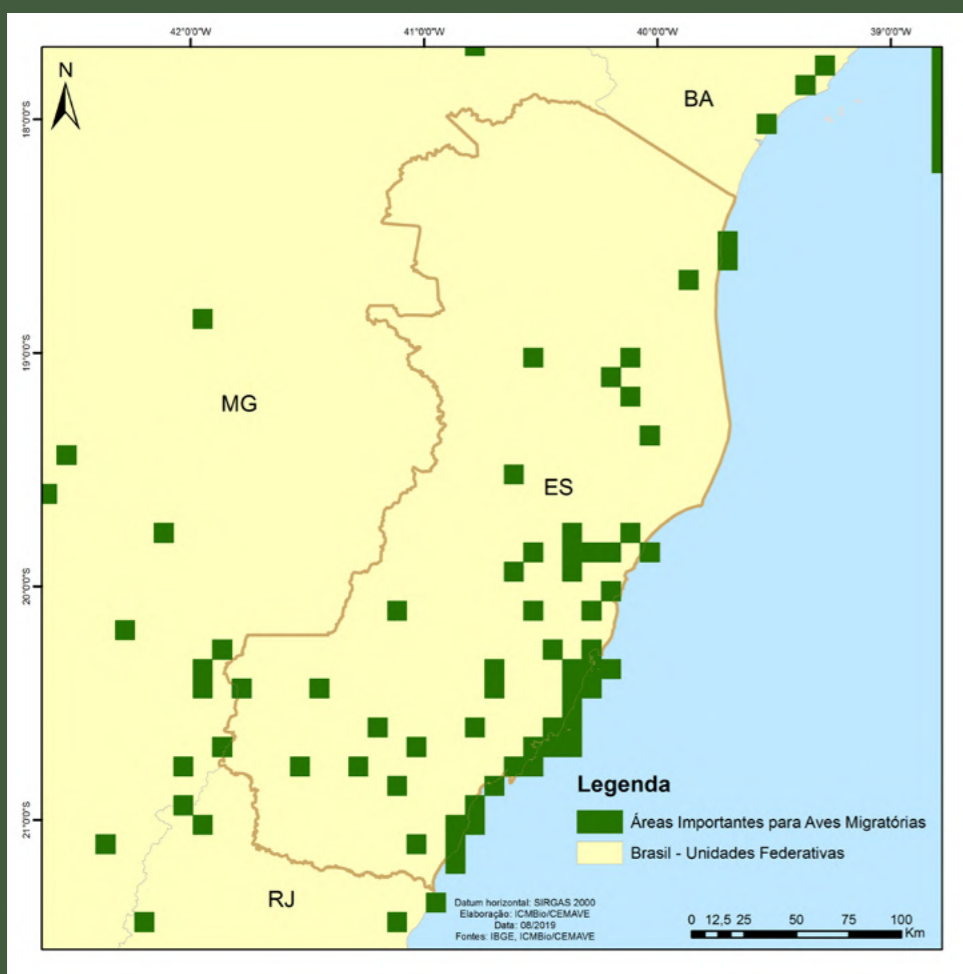 42°0'0"W 41°0'0"W 40°0'0"W 39°0'0"W
N
BA
18°0'0"S
19°0'0"S
MG
ES
20°0'0"S
Legenda
Áreas Importantes para Aves Migratórias
21°0'0"S
Brasil - Unidades Federativas
RJ
Datum horizontal: SIRGAS 2000
Elaboração: ICMBio/CEMAVE
Data: 08/2019
Fontes: IBGE, ICMBio/CEMAVE
0 12,5 25 50 75 100
Km